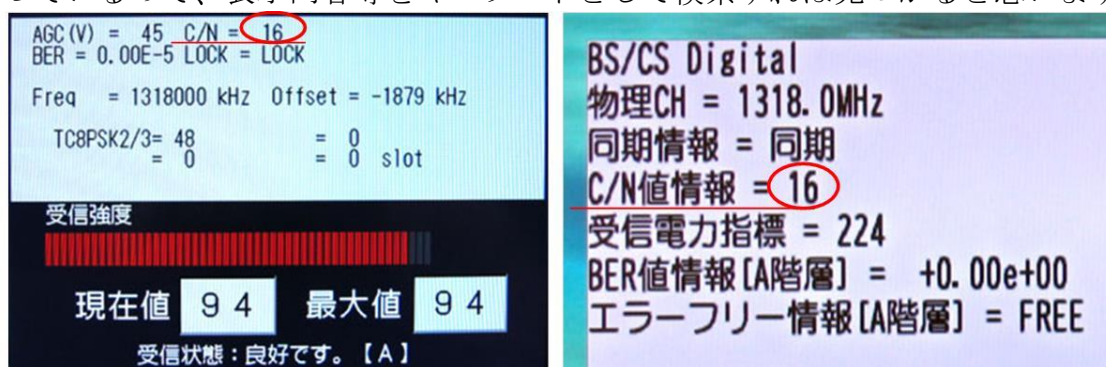 AGC(V) = 45 C/N = 16
BER = 0.00E-5 LOCK = LOCK
Freq = 1318000 kHz Offset = -1879 kHz
TC8PSK2/3= 48 = 0
= 0 = 0 slot
受信強度
現在値 94 最大値 94
受信状態：良好です。【A】
BS/CS Digital
物理CH = 1318.0MHz
同期情報 = 同期
C/N値情報 = 16
受信電力指標 = 224
BER値情報[A階層] = +0.00e+00
エラーフリー情報[A階層] = FREE